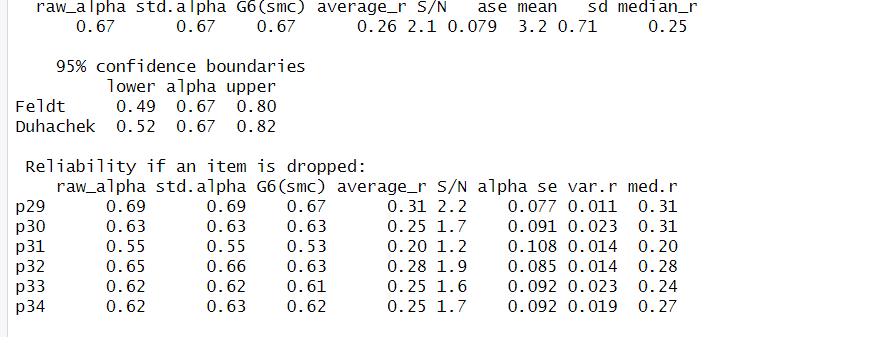 raw_alpha std.alpha G6(smc) average_r S/N ase mean sd median_r
0.67 0.67 0.67 0.26 2.1 0.079 3.2 0.71 0.25
95% confidence boundaries
lower alpha upper
Feldt 0.49 0.67 0.80
Duhachek 0.52 0.67 0.82
Reliability if an item is dropped:
raw_alpha std.alpha G6(smc) average_r S/N alpha se var.r med.r
p29 0.69 0.69 0.67 0.31 2.2 0.077 0.011 0.31
p30 0.63 0.63 0.63 0.25 1.7 0.091 0.023 0.31
p31 0.55 0.55 0.53 0.20 1.2 0.108 0.014 0.20
p32 0.65 0.66 0.63 0.28 1.9 0.085 0.014 0.28
p33 0.62 0.62 0.61 0.25 1.6 0.092 0.023 0.24
p34 0.62 0.63 0.62 0.25 1.7 0.092 0.019 0.27